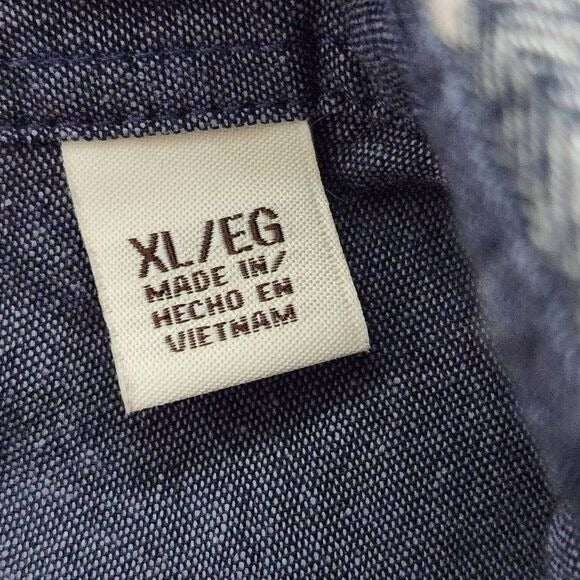 XL/EG
MADE IN/
HECHO EN
VIETNAM